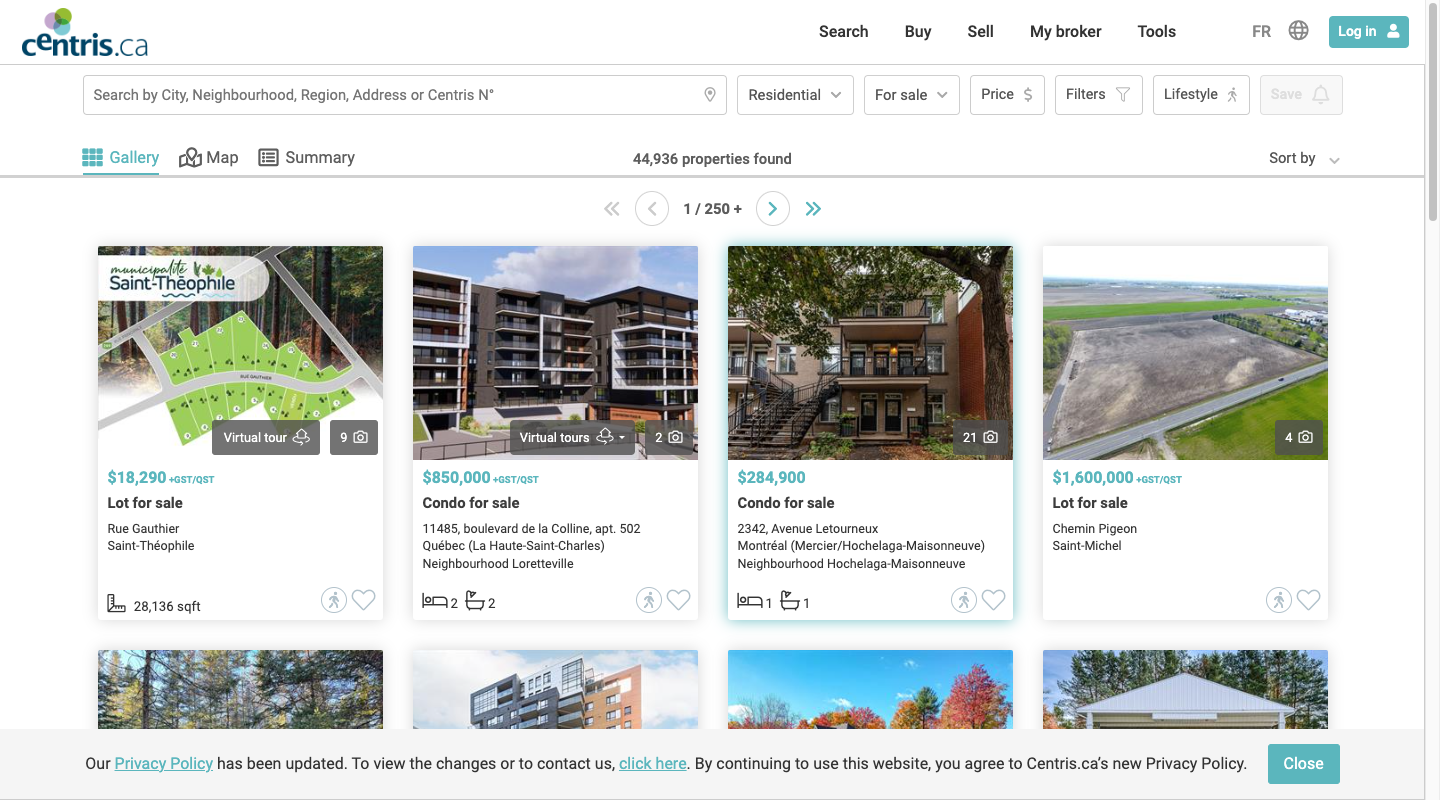 centris.ca
Search
Buy
Sell
My broker
Tools
FR
Log in
Search by City, Neighbourhood, Region, Address or Centris N°
Residential
For sale
Price $
Filters
Lifestyle
Save
Gallery
Map
Summary
44,936 properties found
Sort by
1 / 250 +
municipalité
Saint-Théophile
RUE GAUTHIER
Virtual tour
9
$18,290 +GST/QST
Lot for sale
Rue Gauthier
Saint-Théophile
28,136 sqft
Virtual tours
2
$850,000 +GST/QST
Condo for sale
11485, boulevard de la Colline, apt. 502
Québec (La Haute-Saint-Charles)
Neighbourhood Loretteville
2 2
21
$284,900
Condo for sale
2342, Avenue Letourneux
Montréal (Mercier/Hochelaga-Maisonneuve)
Neighbourhood Hochelaga-Maisonneuve
1 1
4
$1,600,000 +GST/QST
Lot for sale
Chemin Pigeon
Saint-Michel
Our Privacy Policy has been updated. To view the changes or to contact us, click here. By continuing to use this website, you agree to Centris.ca’s new Privacy Policy.
Close